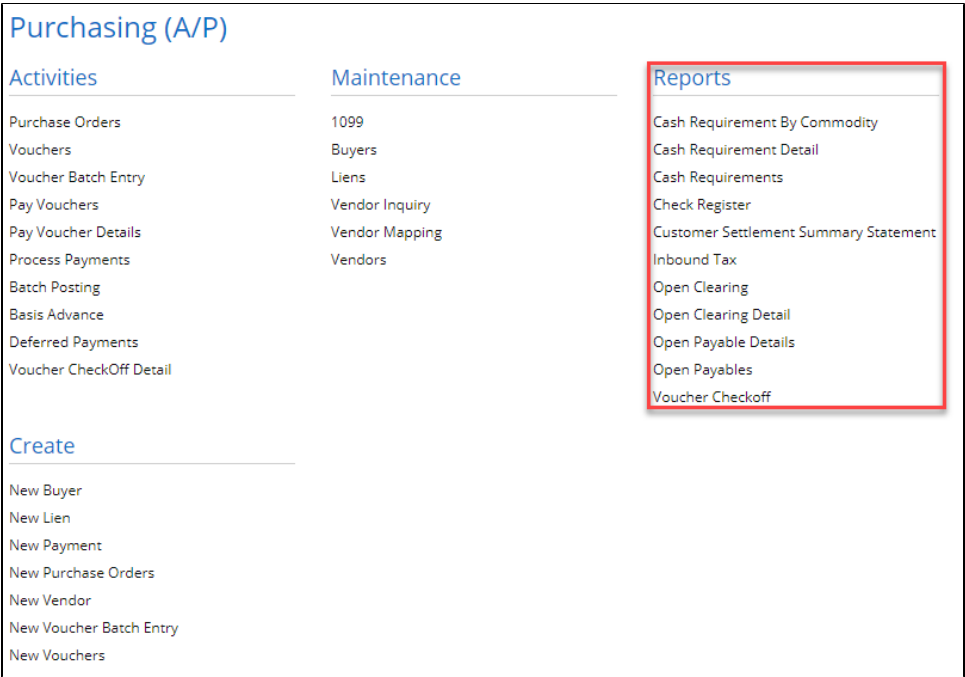 Purchasing (A/P)
Activities
Purchase Orders
Vouchers
Voucher Batch Entry
Pay Vouchers
Pay Voucher Details
Process Payments
Batch Posting
Basis Advance
Deferred Payments
Voucher CheckOff Detail
Maintenance
1099
Buyers
Liens
Vendor Inquiry
Vendor Mapping
Vendors
Reports
Cash Requirement By Commodity
Cash Requirement Detail
Cash Requirements
Check Register
Customer Settlement Summary Statement
Inbound Tax
Open Clearing
Open Clearing Detail
Open Payable Details
Open Payables
Voucher Checkoff
Create
New Buyer
New Lien
New Payment
New Purchase Orders
New Vendor
New Voucher Batch Entry
New Vouchers